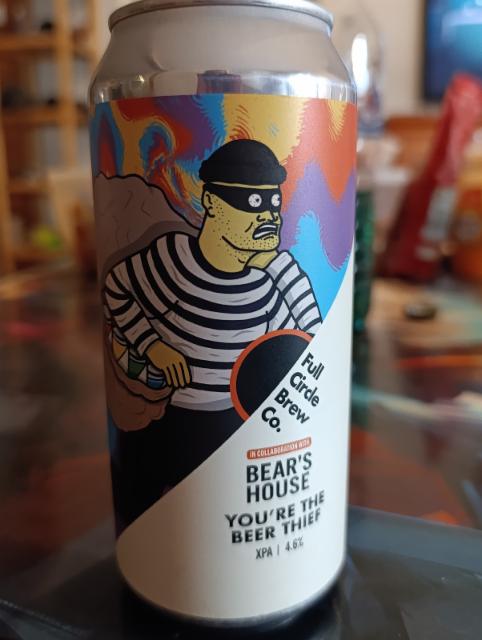 Full
Circle
Brew
Co.
IN COLLABORATION WITH
BEAR'S
HOUSE
YOU'RE THE
BEER THIEF
XPA | 4.6%